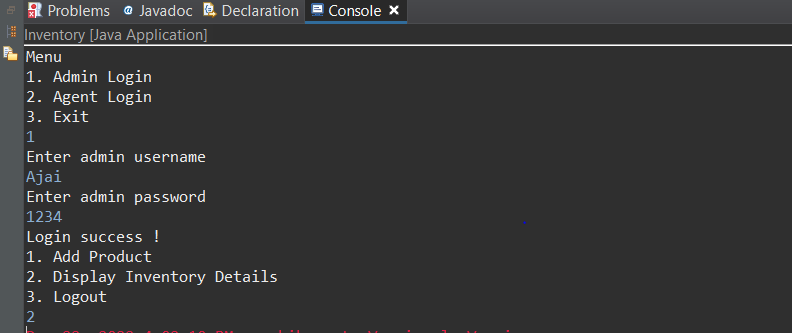 Problems @ Javadoc Declaration Console
Inventory [Java Application]
Menu
1. Admin Login
2. Agent Login
3. Exit
1
Enter admin username
Ajai
Enter admin password
1234
Login success !
1. Add Product
2. Display Inventory Details
3. Logout
2